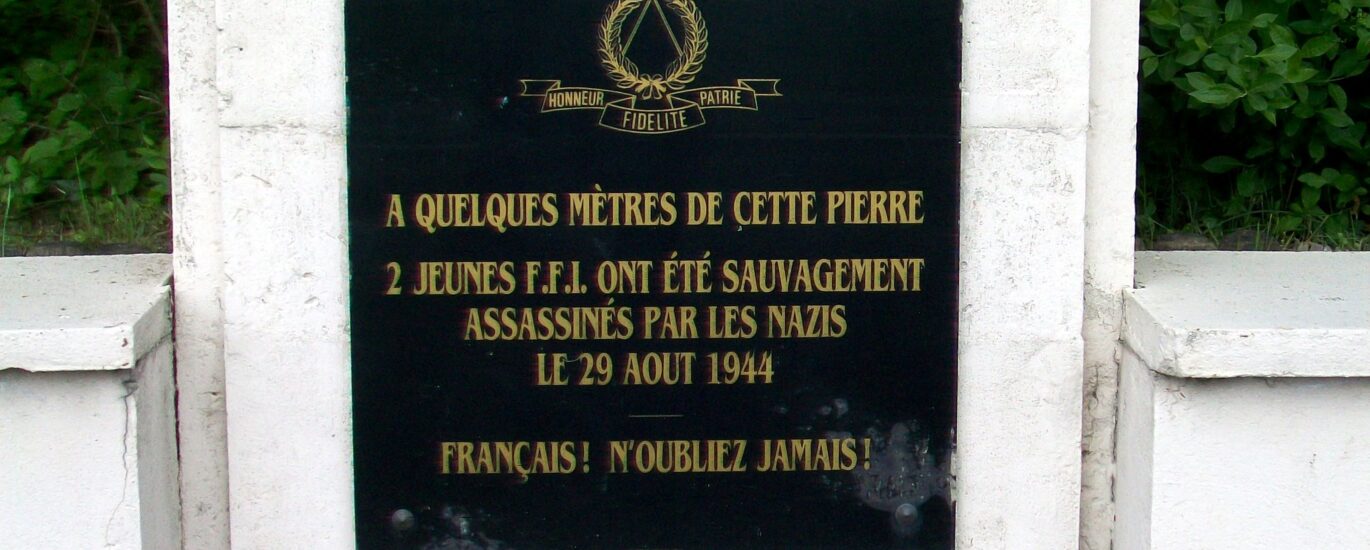 HONNEUR FIDELITE PATRIE
A QUELQUES MÈTRES DE ÇETTE PIERRE
2 JEUNES F.F.I. ONT ÉTÉ SAUVAGEMENT
ASSASSINÉS PAR LES NAZIS
LE 29 AOUT 1944
FRANÇAIS! N'OUBLIEZ JAMAIS!